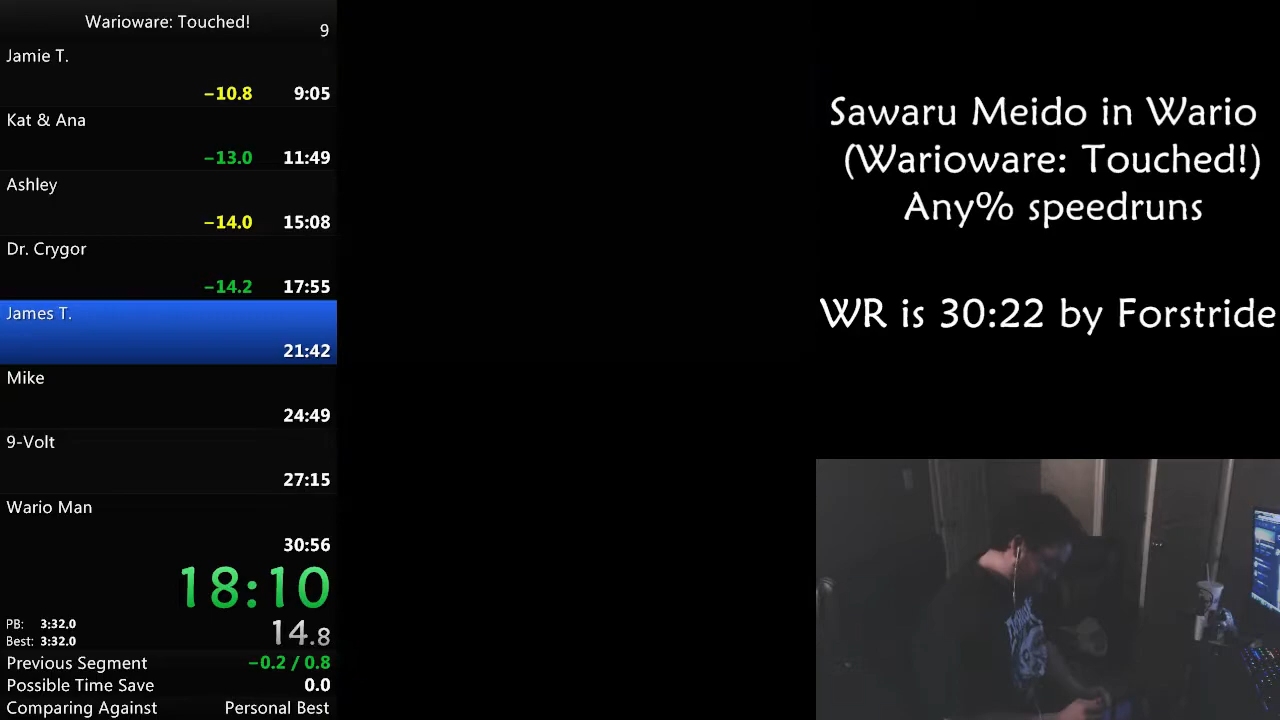 Warioware: Touched!
9
Jamie T.
−10.8 9:05
Kat & Ana
−13.0 11:49
Ashley
−14.0 15:08
Dr. Crygor
−14.2 17:55
James T.
21:42
Mike
24:49
9-Volt
27:15
Wario Man
30:56
18:10
PB: 3:32.0
Best: 3:32.0
14.8
Previous Segment −0.2 / 0.8
Possible Time Save 0.0
Comparing Against Personal Best
Sawaru Meido in Wario
(Warioware: Touched!)
Any% speedruns
WR is 30:22 by Forstride